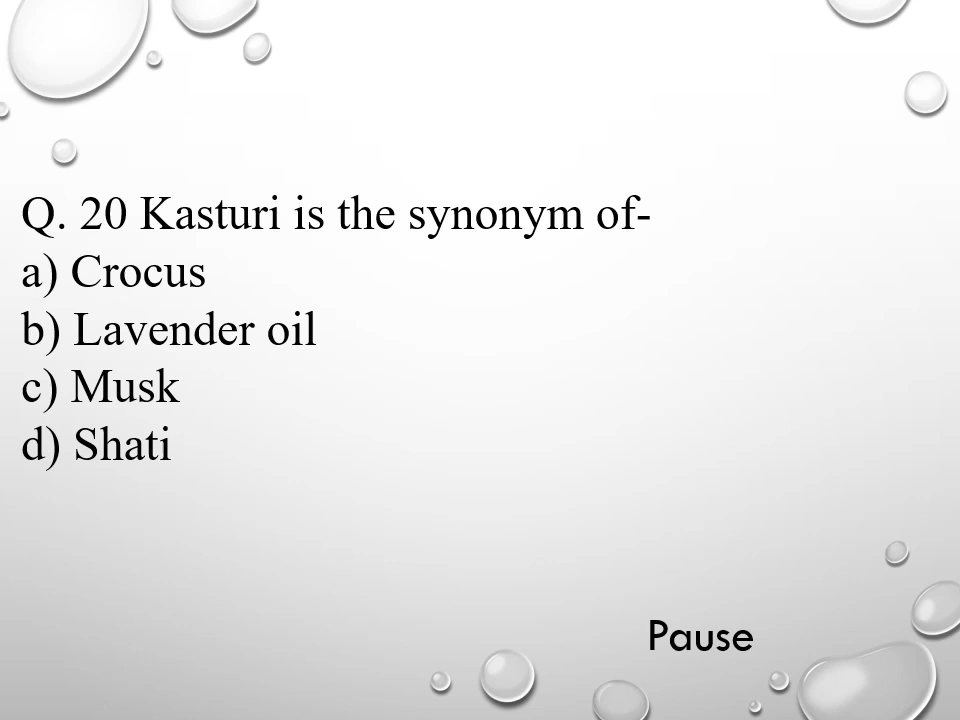 Q. 20 Kasturi is the synonym of-
a) Crocus
b) Lavender oil
c) Musk
d) Shati
Pause